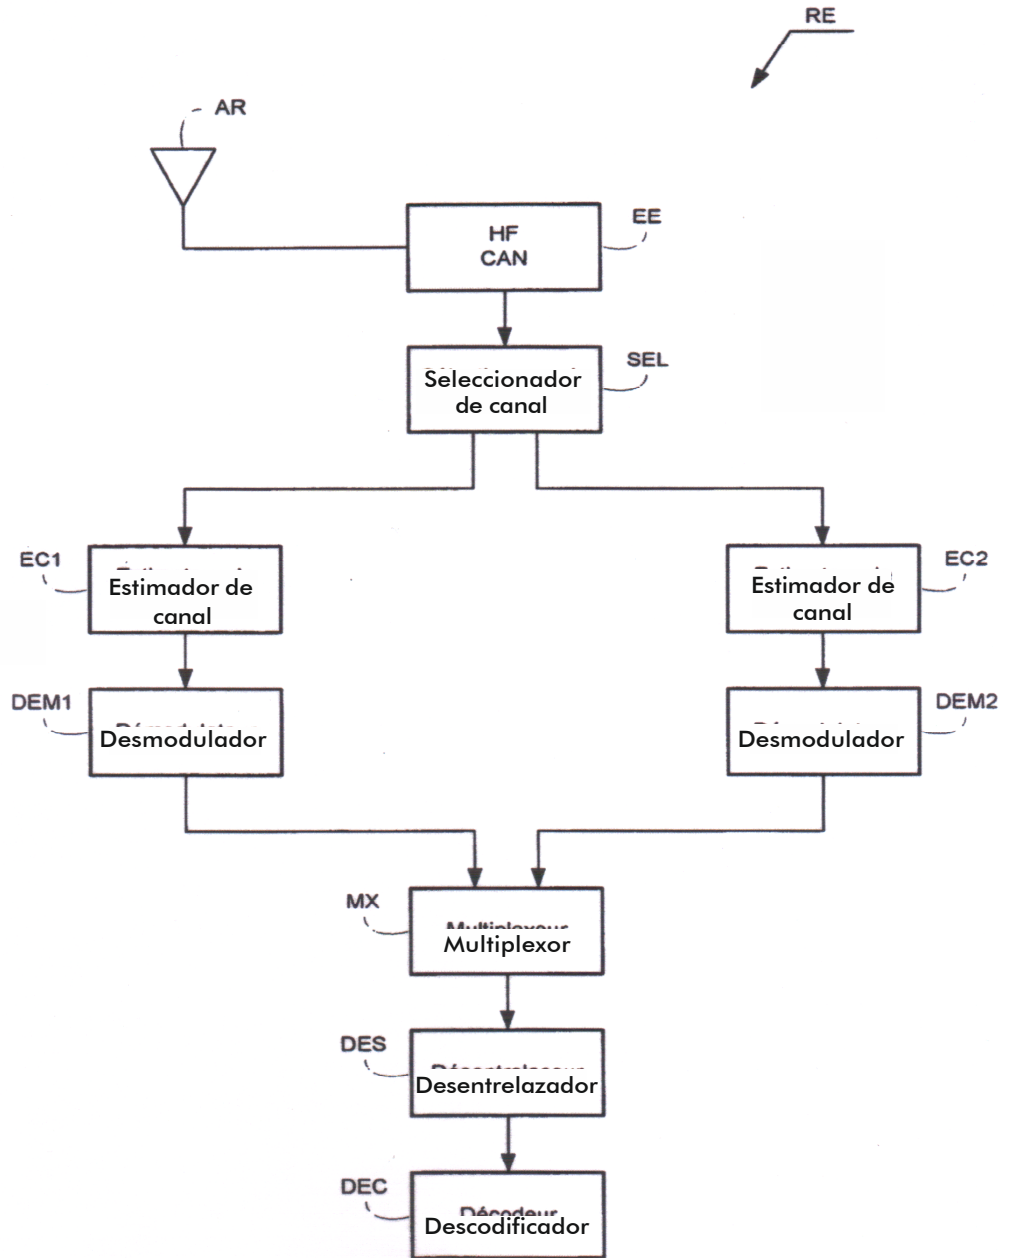 RE
AR
HF
CAN
EE
Seleccionador
de canal
SEL
EC1
Estimador de
canal
Estimador de
canal
EC2
DEM1
Desmodulador
Desmodulador
DEM2
MX
Multiplexor
DES
Desentrelazador
DEC
Descodificador